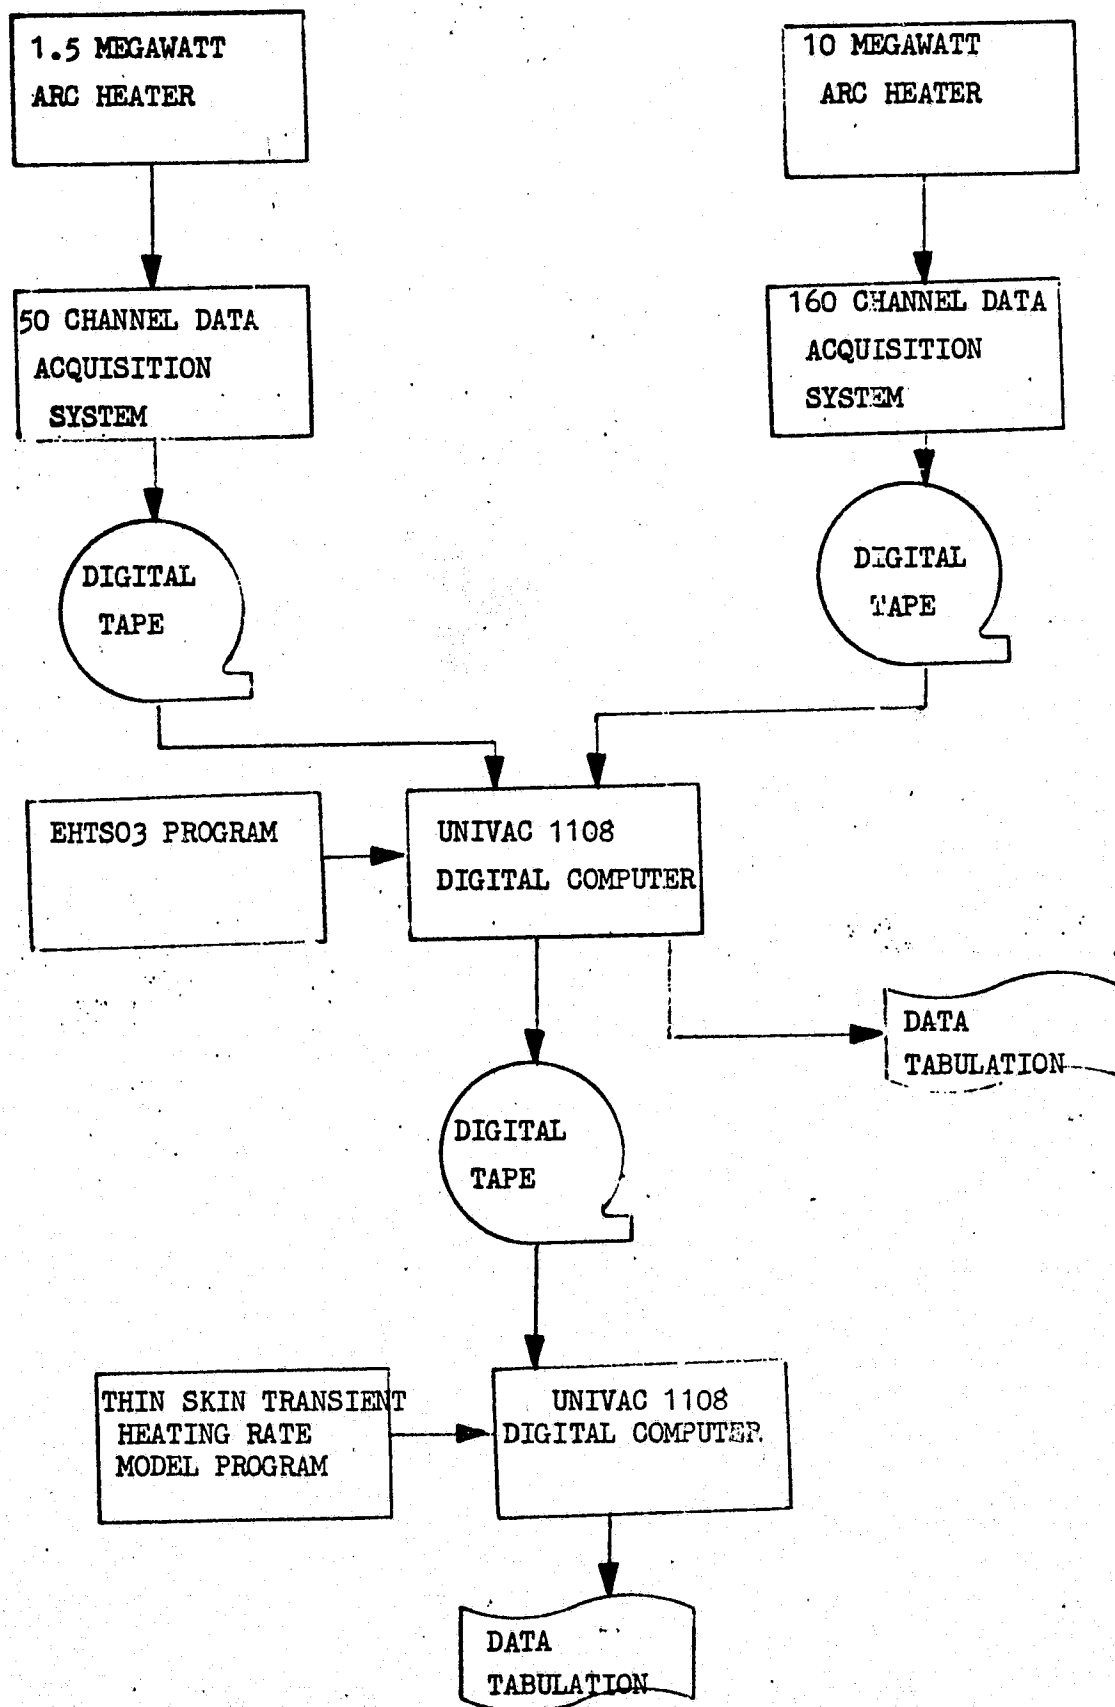 1.5 MEGAWATT
ARC HEATER
10 MEGAWATT
ARC HEATER
50 CHANNEL DATA
ACQUISITION
SYSTEM
160 CHANNEL DATA
ACQUISITION
SYSTEM
DIGITAL
TAPE
DIGITAL
TAPE
EHTS03 PROGRAM
UNIVAC 1108
DIGITAL COMPUTER
DATA
TABULATION
DIGITAL
TAPE
THIN SKIN TRANSIENT
HEATING RATE
MODEL PROGRAM
UNIVAC 1108
DIGITAL COMPUTER
DATA
TABULATION